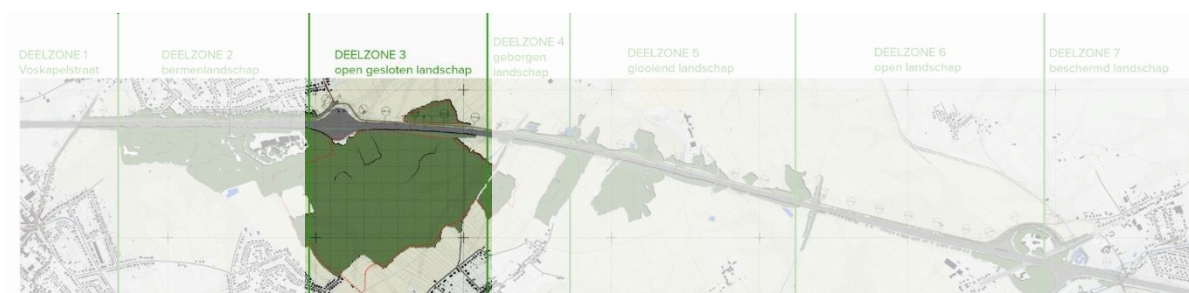 DEELZONE 1
Voskapelstraat
DEELZONE 2
bermenlandschap
DEELZONE 3
open gesloten landschap
DEELZONE 4
geborgen
landschap
DEELZONE 5
glooiend landschap
DEELZONE 6
open landschap
DEELZONE 7
beschermd landschap